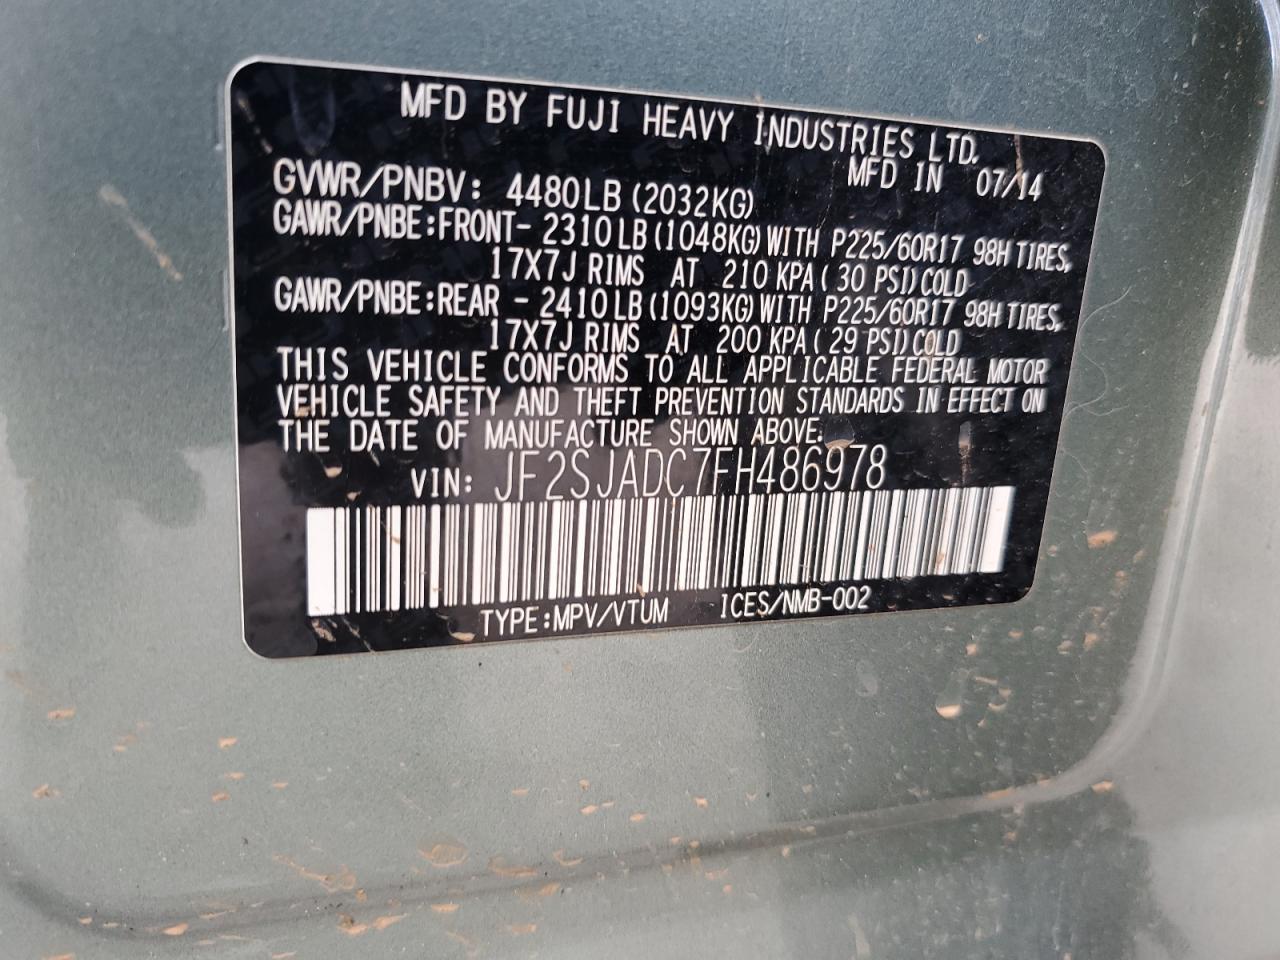 MFD BY FUJI HEAVY INDUSTRIES LTD.
MFD IN 07/14
GVWR/PNBV: 4480LB (2032KG)
GAWR/PNBE:FRONT- 2310LB (1048KG) WITH P225/60R17 98H TIRES,
17X7J RIMS AT 210 KPA ( 30 PSI) COLD
GAWR/PNBE:REAR - 2410LB (1093KG) WITH P225/60R17 98H TIRES,
17X7J RIMS AT 200 KPA ( 29 PSI) COLD
THIS VEHICLE CONFORMS TO ALL APPLICABLE FEDERAL MOTOR
VEHICLE SAFETY AND THEFT PREVENTION STANDARDS IN EFFECT ON
THE DATE OF MANUFACTURE SHOWN ABOVE.
VIN: JF2SJADC7FH486978
TYPE:MPV/VTUM ICES/NMB-002